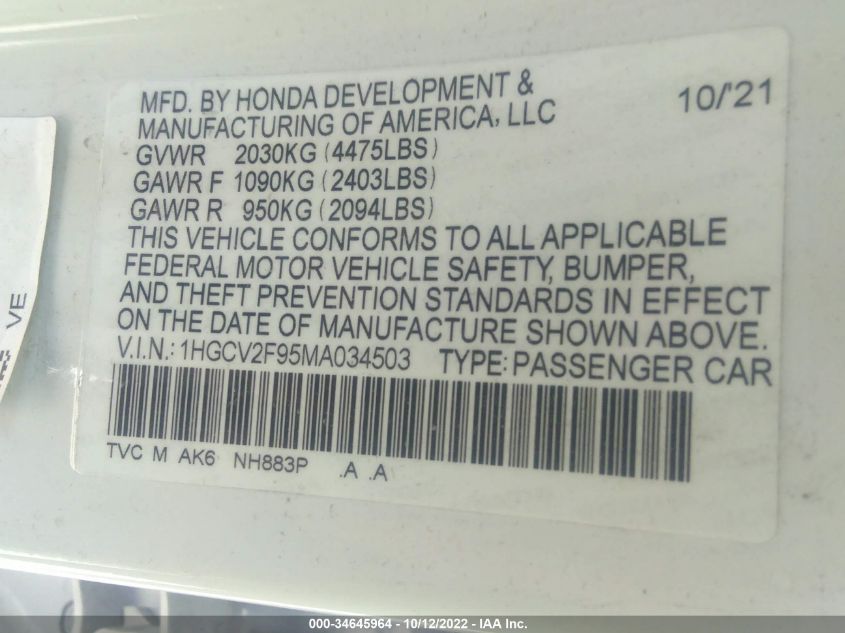 MFD. BY HONDA DEVELOPMENT &
MANUFACTURING OF AMERICA, LLC
10/'21
GVWR 2030KG (4475LBS)
GAWR F 1090KG (2403LBS)
GAWR R 950KG (2094LBS)
THIS VEHICLE CONFORMS TO ALL APPLICABLE
FEDERAL MOTOR VEHICLE SAFETY, BUMPER,
AND THEFT PREVENTION STANDARDS IN EFFECT
ON THE DATE OF MANUFACTURE SHOWN ABOVE.
V.I.N.: 1HGCV2F95MA034503 TYPE: PASSENGER CAR
TVC M AK6 NH883P .A .A
VE
000-34645964 - 10/12/2022 - IAA Inc.